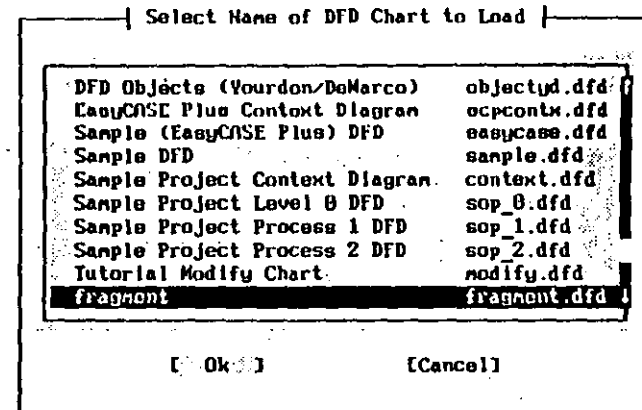 Select Name of DFD Chart to Load
DFD Objects (Yourdon/DeMarco) objectyd.dfd
EasyCASE Plus Context Diagram ecpcontx.dfd
Sample (EasyCASE Plus) DFD easycase.dfd
Sample DFD sample.dfd
Sample Project Context Diagram context.dfd
Sample Project Level 0 DFD sop_0.dfd
Sample Project Process 1 DFD sop_1.dfd
Sample Project Process 2 DFD sop_2.dfd
Tutorial Modify Chart modify.dfd
fragment fragment.dfd
[ Ok ] [Cancel]